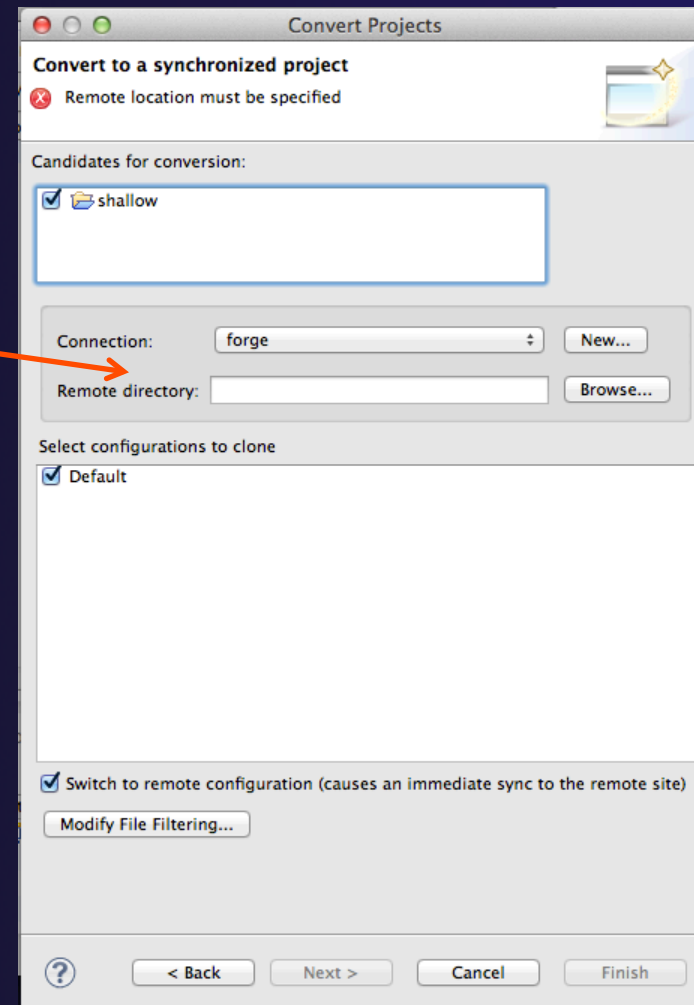 Convert Projects
Convert to a synchronized project
Remote location must be specified
Candidates for conversion:
shallow
Connection: forge New...
Remote directory: Browse...
Select configurations to clone
Default
Switch to remote configuration (causes an immediate sync to the remote site)
Modify File Filtering...
? < Back Next > Cancel Finish